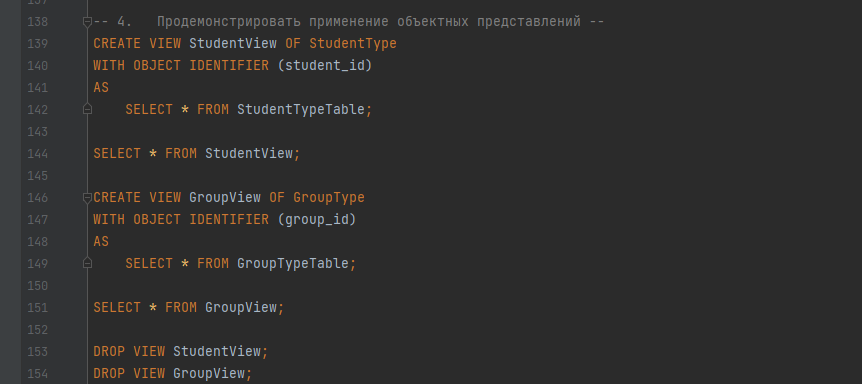 137
138 -- 4.   Продемонстрировать применение объектных представлений --
139 CREATE VIEW StudentView OF StudentType
140 WITH OBJECT IDENTIFIER (student_id)
141 AS
142     SELECT * FROM StudentTypeTable;
143
144 SELECT * FROM StudentView;
145
146 CREATE VIEW GroupView OF GroupType
147 WITH OBJECT IDENTIFIER (group_id)
148 AS
149     SELECT * FROM GroupTypeTable;
150
151 SELECT * FROM GroupView;
152
153 DROP VIEW StudentView;
154 DROP VIEW GroupView;